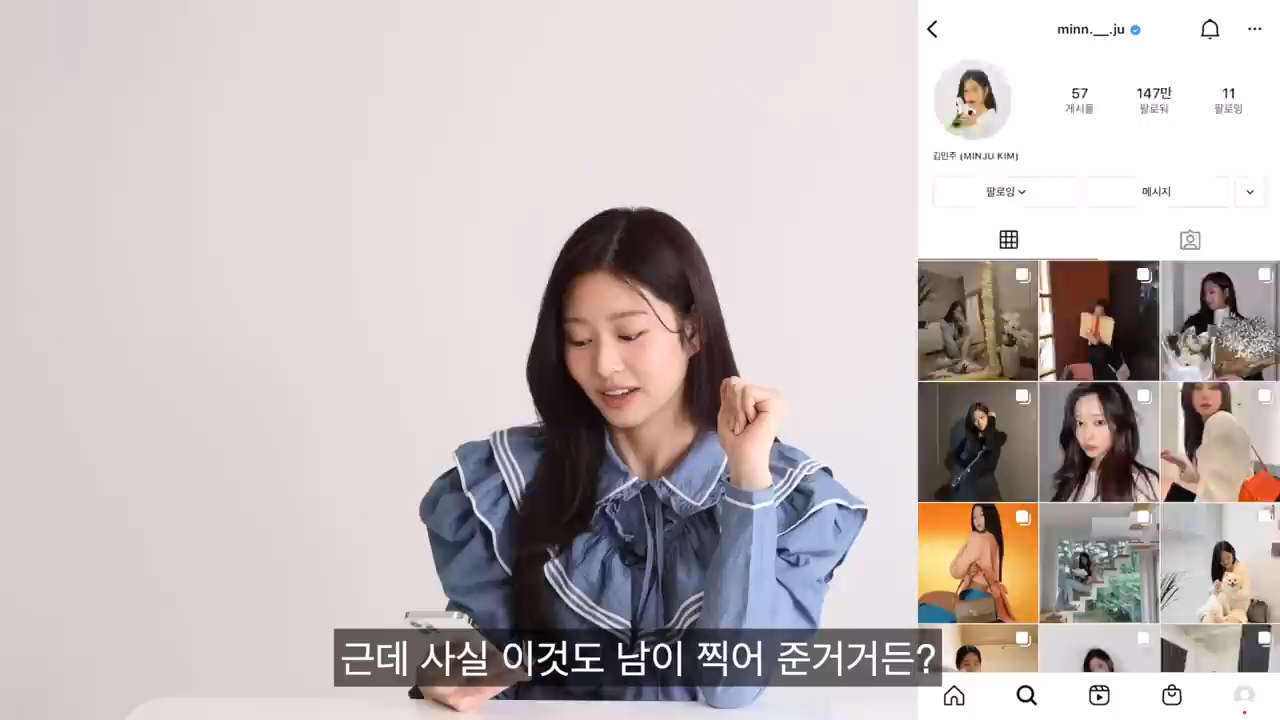 minn.__.ju
57
147만
11
게시물
팔로워
팔로잉
김민주 (MINJU KIM)
팔로잉
메시지
근데 사실 이것도 남이 찍어 준거거든?